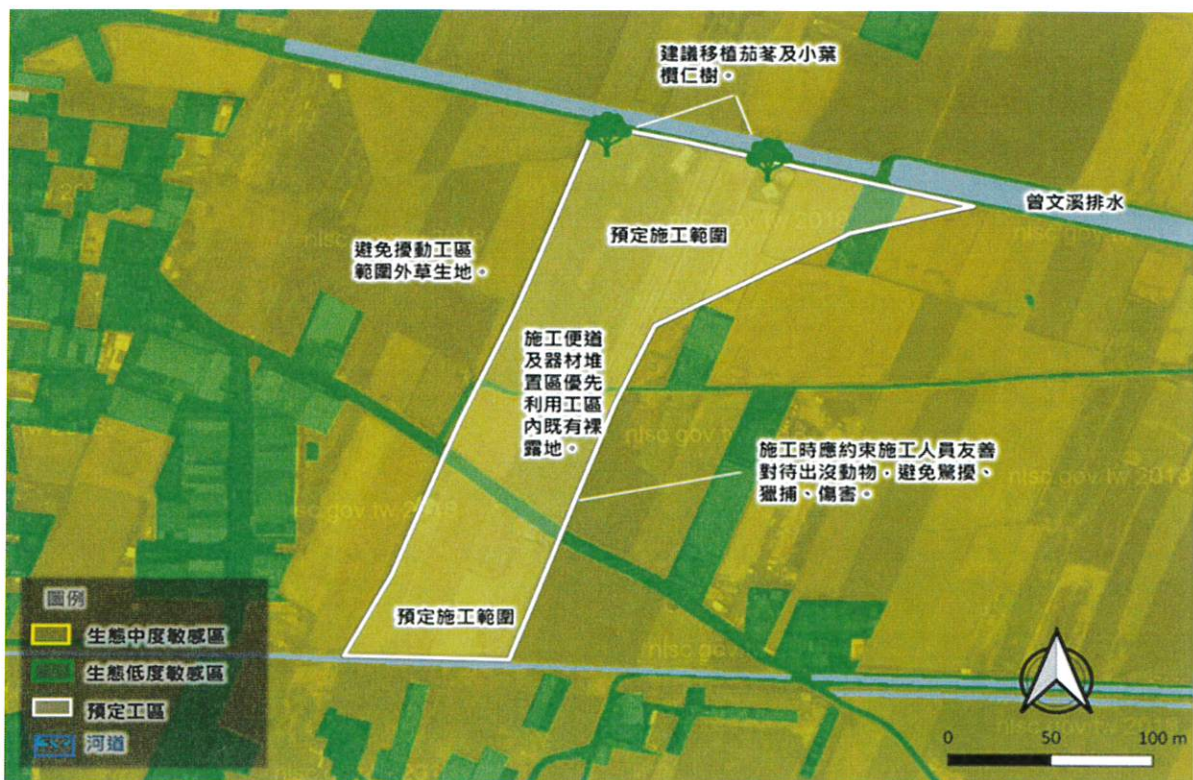 建議移植茄苳及小葉
欖仁樹。
曾文溪排水
預定施工範圍
避免擾動工區
範圍外草生地。
施工便道
及器材堆
置區優先
利用工區
內既有裸
露地。
施工時應約束施工人員友善
對待出沒動物，避免驚擾、
獵捕、傷害。
預定施工範圍
圖例
生態中度敏感區
生態低度敏感區
預定工區
河道
0 50 100 m